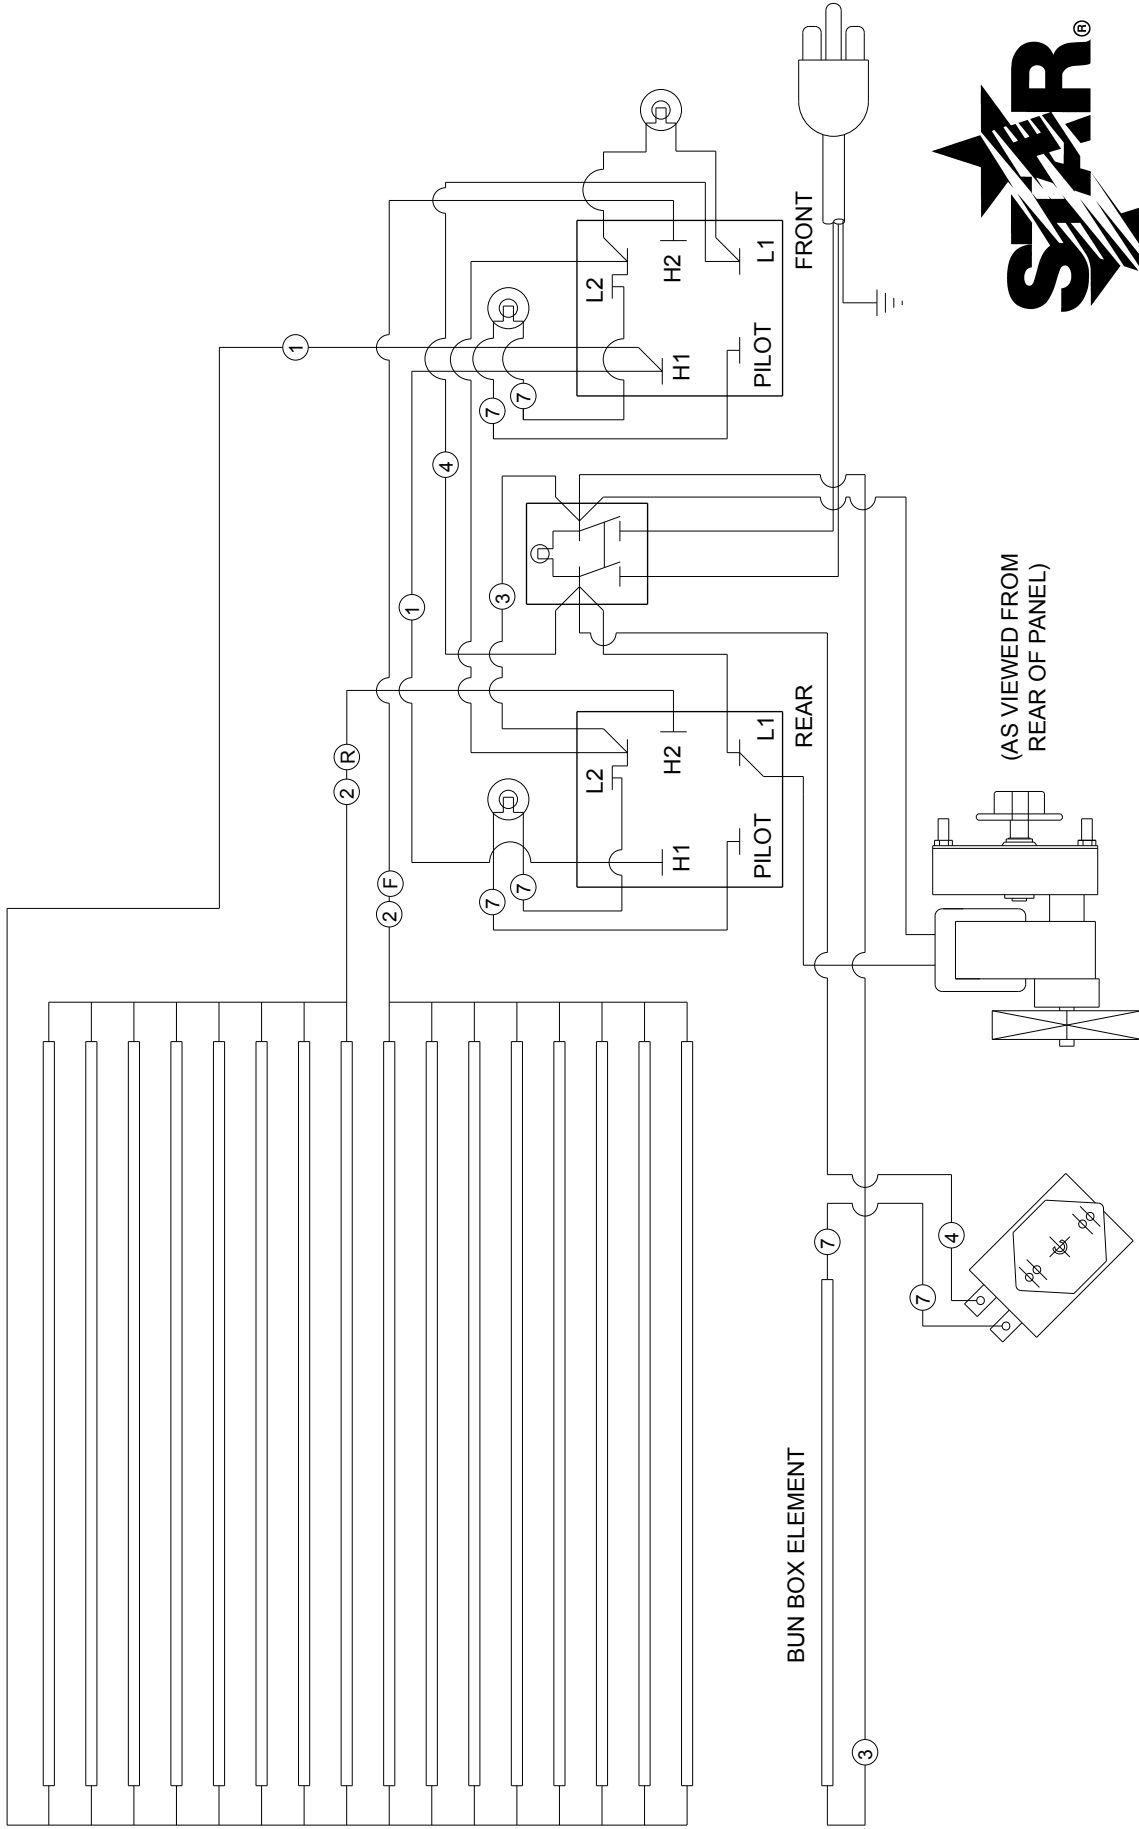 1
2 R
2 F
1
4
7
7
3
7
7
L2
L2
H1 H2
H1 H2
PILOT L1
PILOT L1
BUN BOX ELEMENT
REAR
FRONT
7
3
7
4
(AS VIEWED FROM
REAR OF PANEL)
STAR®